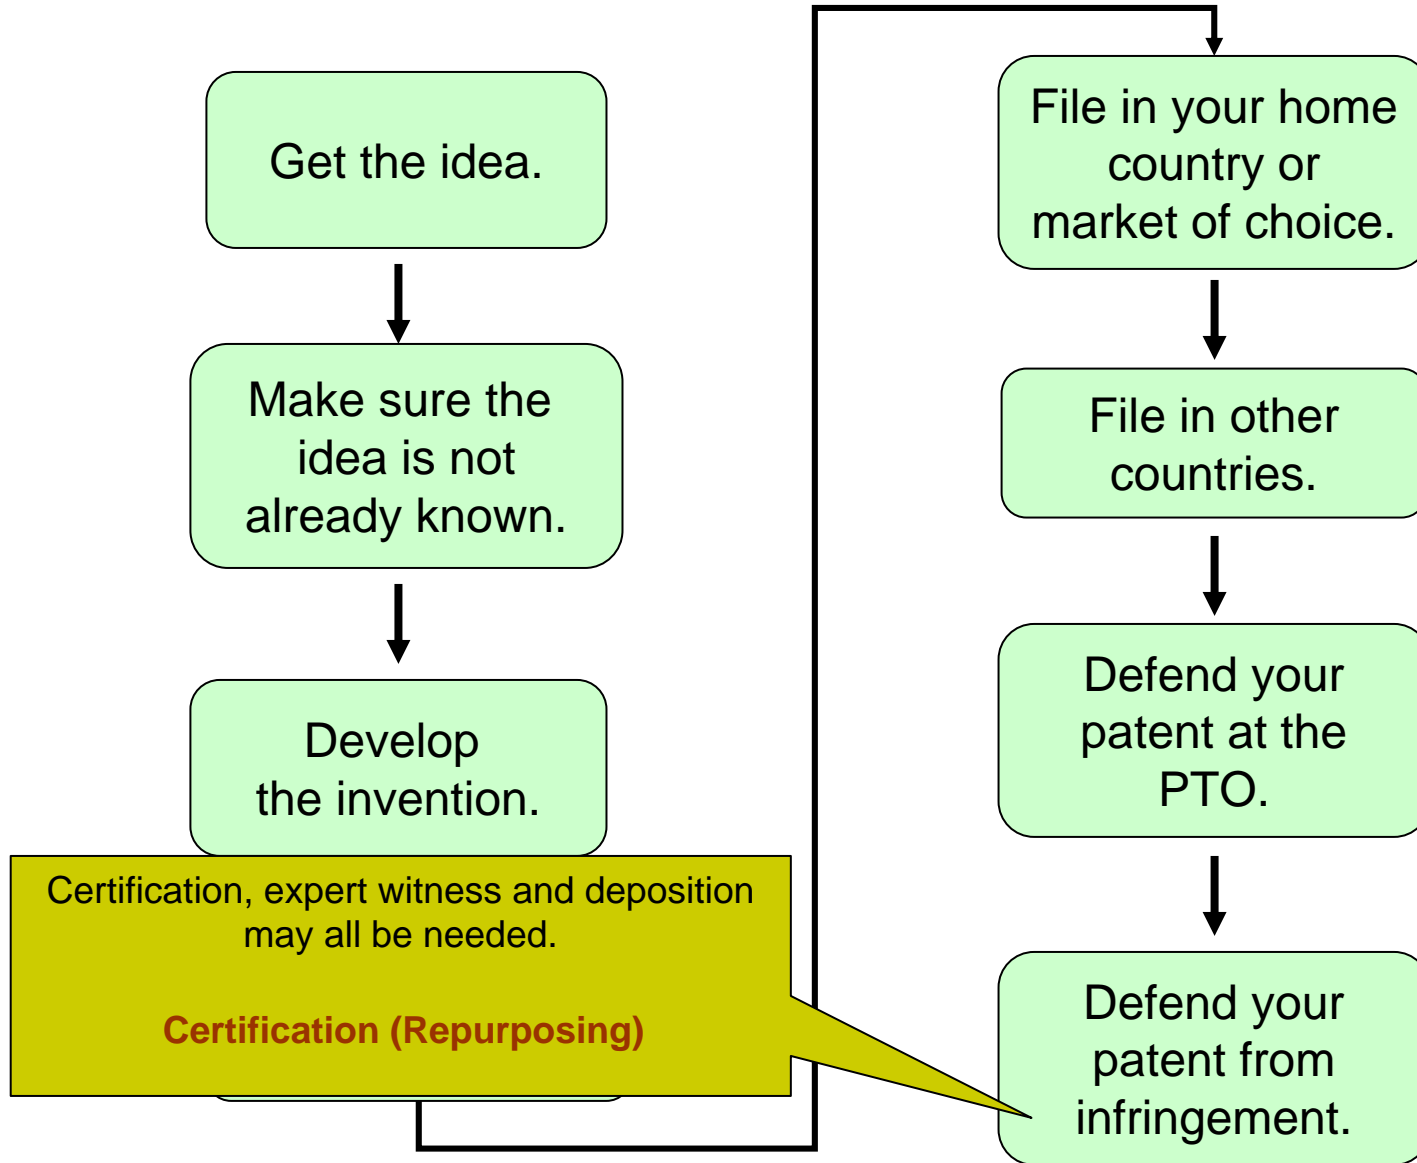 Get the idea.
Make sure the
idea is not
already known.
Develop
the invention.
Certification, expert witness and deposition
may all be needed.
Certification (Repurposing)
File in your home
country or
market of choice.
File in other
countries.
Defend your
patent at the
PTO.
Defend your
patent from
infringement.